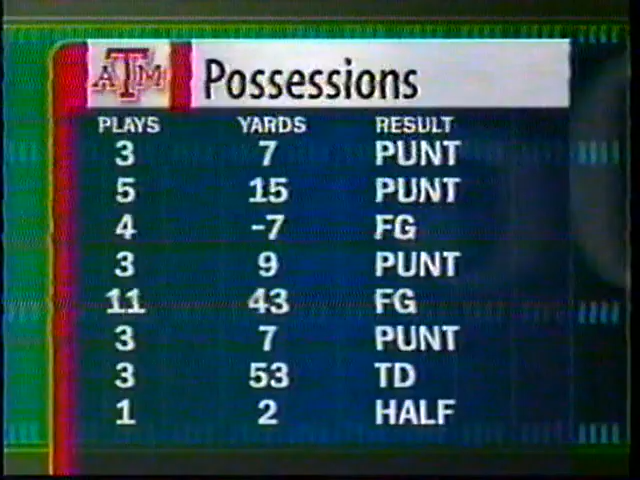 ATM Possessions
PLAYS YARDS RESULT
3 7 PUNT
5 15 PUNT
4 -7 FG
3 9 PUNT
11 43 FG
3 7 PUNT
3 53 TD
1 2 HALF